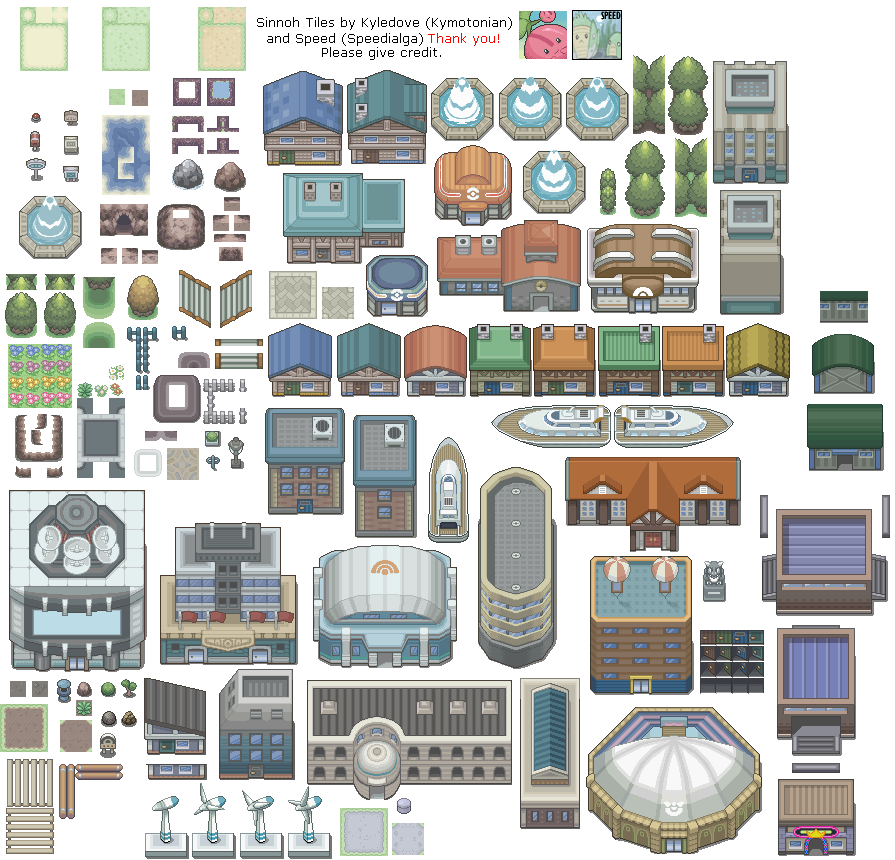 Sinnoh Tiles by Kyledove (Kymotonian)
and Speed (Speedialga) Thank you!
Please give credit.
SPEED